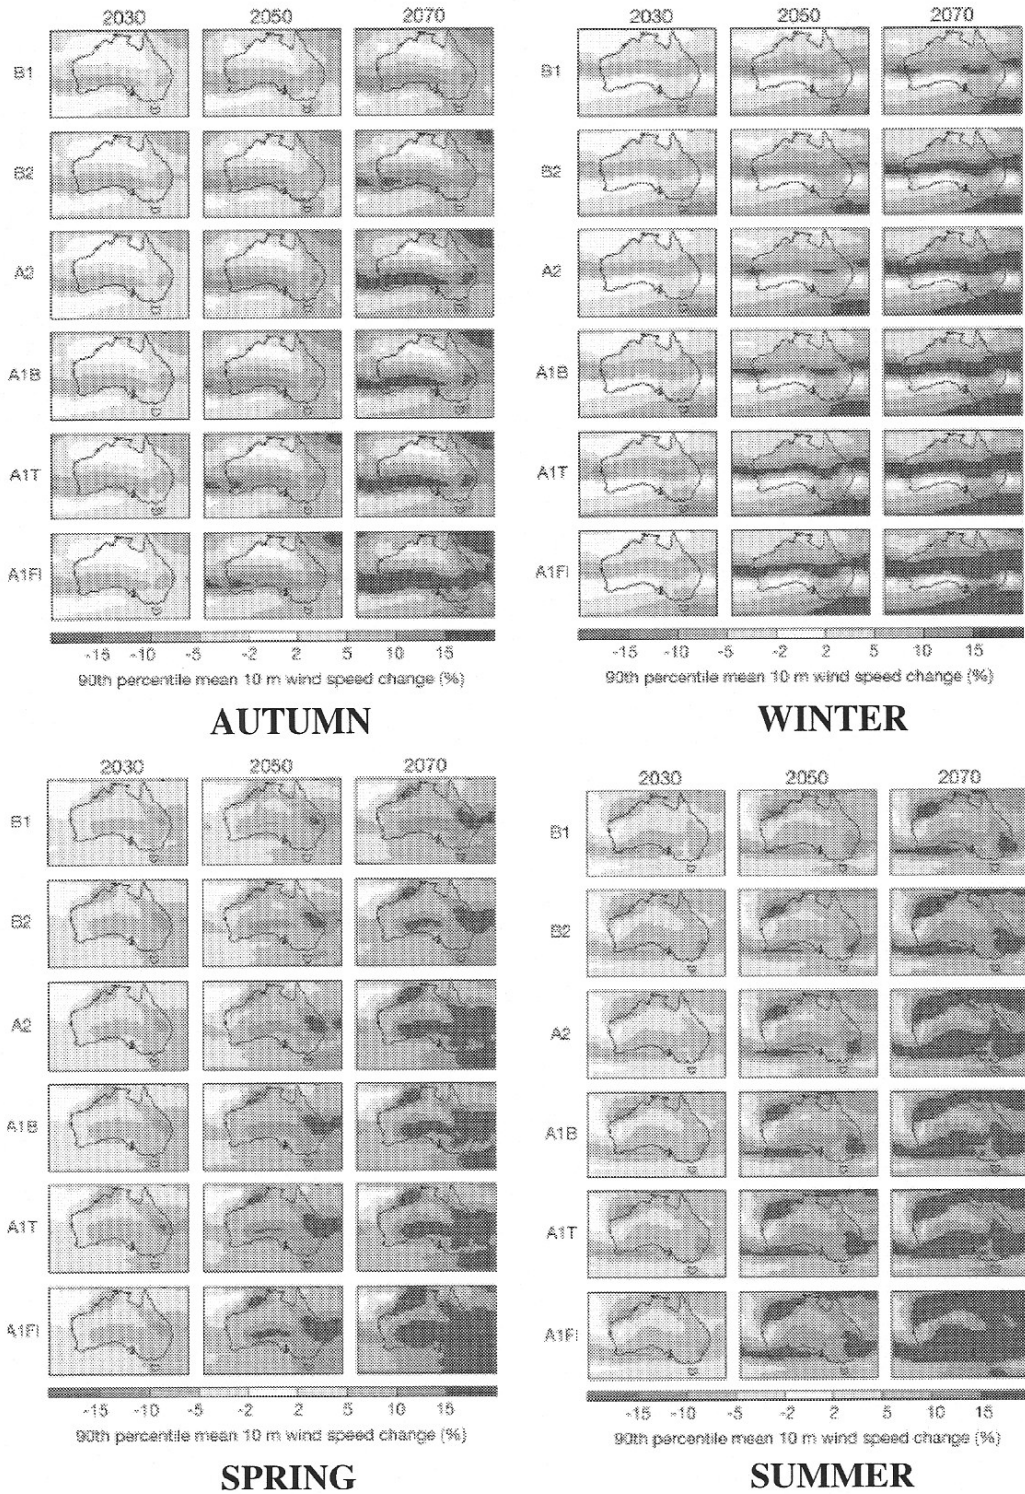 2030 2050 2070
B1
B2
A2
A1B
A1T
A1FI
-15 -10 -5 -2 2 5 10 15
90th percentile mean 10 m wind speed change (%)
AUTUMN
2030 2050 2070
B1
B2
A2
A1B
A1T
A1FI
-15 -10 -5 -2 2 5 10 15
90th percentile mean 10 m wind speed change (%)
WINTER
2030 2050 2070
B1
B2
A2
A1B
A1T
A1FI
-15 -10 -5 -2 2 5 10 15
90th percentile mean 10 m wind speed change (%)
SPRING
2030 2050 2070
B1
B2
A2
A1B
A1T
A1FI
-15 -10 -5 -2 2 5 10 15
90th percentile mean 10 m wind speed change (%)
SUMMER